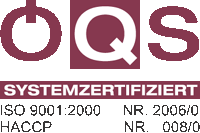 ÖQS
SYSTEMZERTIFIZIERT
ISO 9001:2000 NR. 2006/0
HACCP NR. 008/0